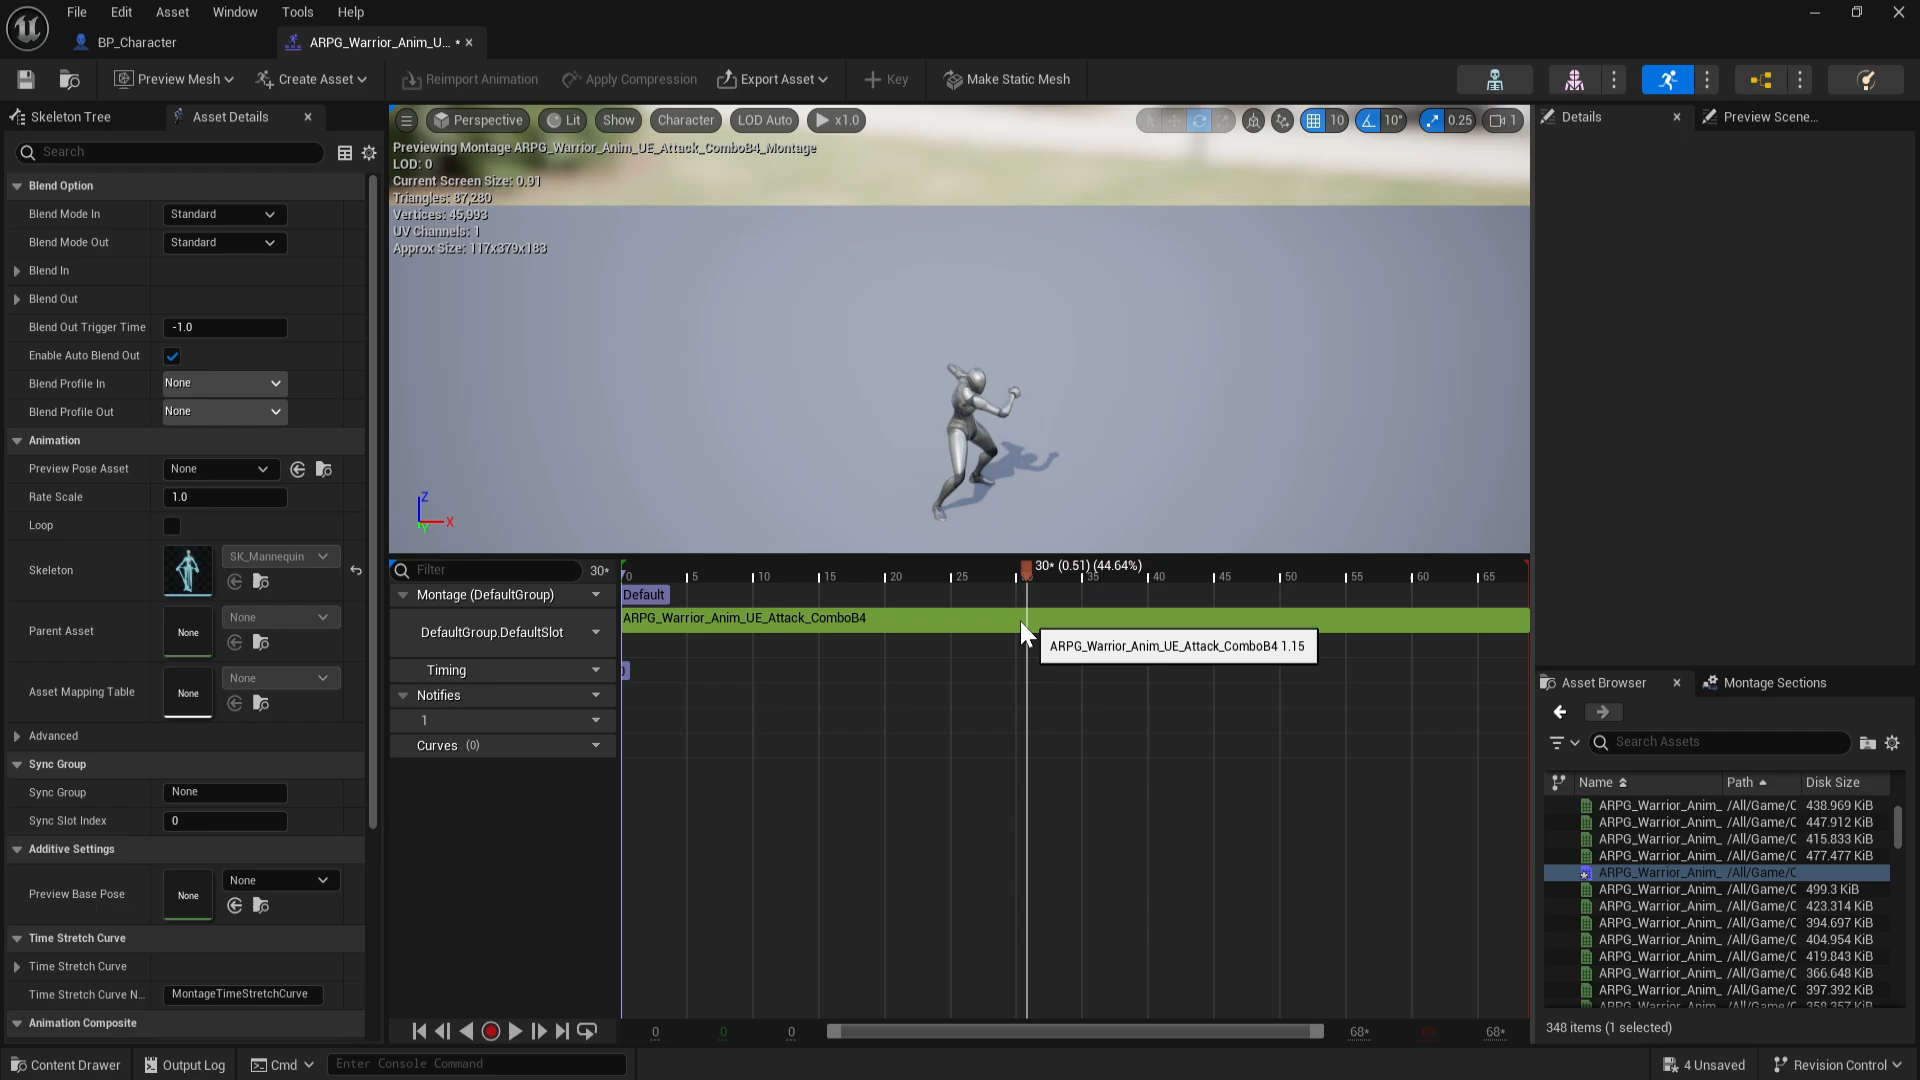 File Edit Asset Window Tools Help
BP_Character
ARPG_Warrior_Anim_U... *
Preview Mesh
Create Asset
Reimport Animation
Apply Compression
Export Asset
Key
Make Static Mesh
Skeleton Tree
Asset Details
Search
Blend Option
Blend Mode In Standard
Blend Mode Out Standard
Blend In
Blend Out
Blend Out Trigger Time -1.0
Enable Auto Blend Out
Blend Profile In None
Blend Profile Out None
Animation
Preview Pose Asset None
Rate Scale 1.0
Loop
Skeleton SK_Mannequin
Parent Asset None None
Asset Mapping Table None None
Advanced
Sync Group
Sync Group None
Sync Slot Index 0
Additive Settings
Preview Base Pose None None
Time Stretch Curve
Time Stretch Curve
Time Stretch Curve N... MontageTimeStretchCurve
Animation Composite
Perspective Lit Show Character LOD Auto x1.0
10 10° 0.25 1
Previewing Montage ARPG_Warrior_Anim_UE_Attack_ComboB4_Montage
LOD: 0
Current Screen Size: 0.91
Triangles: 87,280
Vertices: 45,993
UV Channels: 1
Approx Size: 117x379x183
Z
X
Y
Filter 30*
30* (0.51) (44.64%)
0 5 10 15 20 25 30 35 40 45 50 55 60 65
Montage (DefaultGroup)
Default
ARPG_Warrior_Anim_UE_Attack_ComboB4
DefaultGroup.DefaultSlot
ARPG_Warrior_Anim_UE_Attack_ComboB4 1.15
Timing
Notifies
1
Curves (0)
0 0 0 68* 69 68*
Details
Preview Scene...
Asset Browser
Montage Sections
Search Assets
Name Path Disk Size
ARPG_Warrior_Anim_ /All/Game/C 438.969 KiB
ARPG_Warrior_Anim_ /All/Game/C 447.912 KiB
ARPG_Warrior_Anim_ /All/Game/C 415.833 KiB
ARPG_Warrior_Anim_ /All/Game/C 477.477 KiB
ARPG_Warrior_Anim_ /All/Game/C
ARPG_Warrior_Anim_ /All/Game/C 499.3 KiB
ARPG_Warrior_Anim_ /All/Game/C 423.314 KiB
ARPG_Warrior_Anim_ /All/Game/C 394.697 KiB
ARPG_Warrior_Anim_ /All/Game/C 404.954 KiB
ARPG_Warrior_Anim_ /All/Game/C 419.843 KiB
ARPG_Warrior_Anim_ /All/Game/C 366.648 KiB
ARPG_Warrior_Anim_ /All/Game/C 397.392 KiB
ARPG_Warrior_Anim_ /All/Game/C 358.357 KiB
348 items (1 selected)
Content Drawer
Output Log
Cmd
Enter Console Command
4 Unsaved
Revision Control